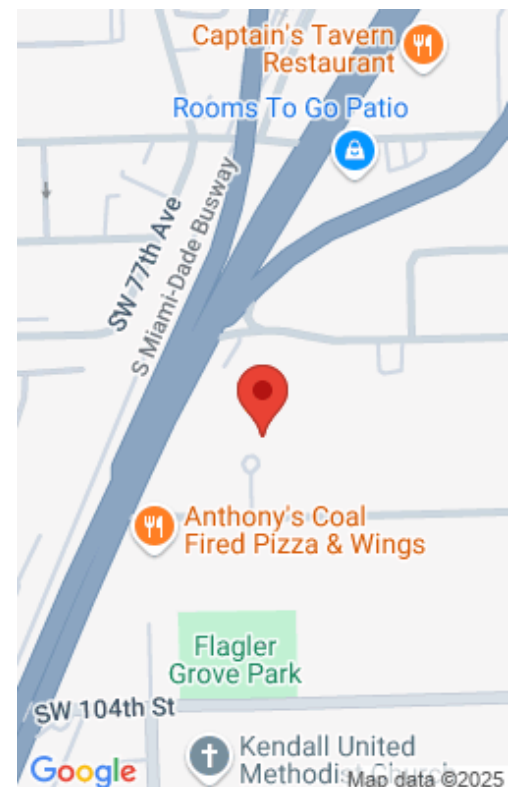 Captain's Tavern
Restaurant
Rooms To Go Patio
SW 77th Ave
S Miami-Dade Busway
Anthony's Coal
Fired Pizza & Wings
Flagler
Grove Park
SW 104th St
Kendall United
Methodist Church
Google
Map data ©2025